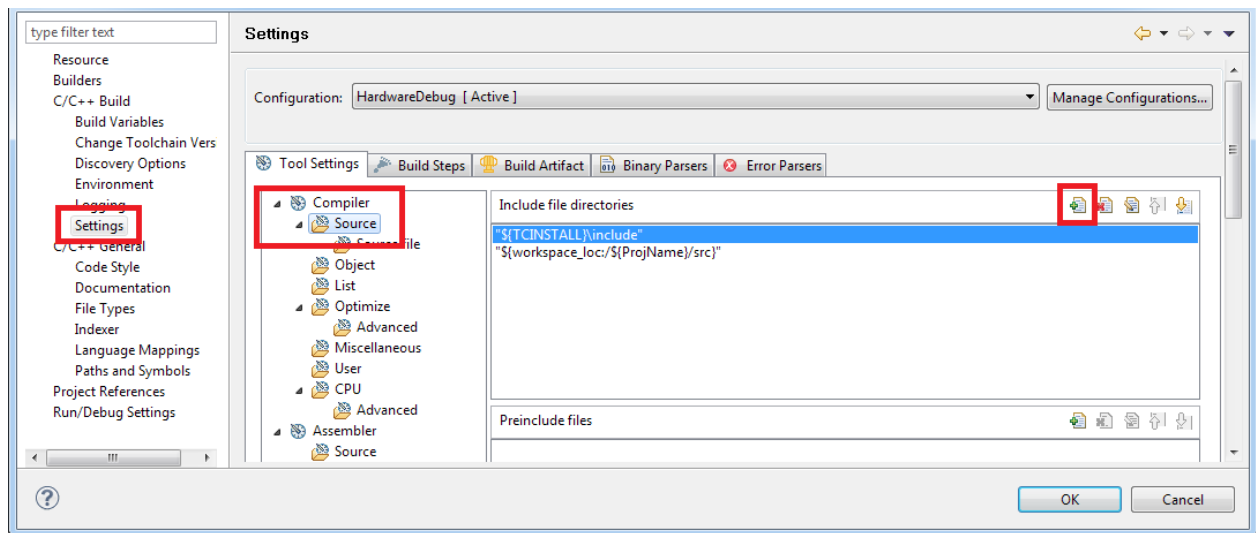 type filter text
Resource
Builders
C/C++ Build
Build Variables
Change Toolchain Vers
Discovery Options
Environment
Logging
Settings
C/C++ General
Code Style
Documentation
File Types
Indexer
Language Mappings
Paths and Symbols
Project References
Run/Debug Settings
Settings
Configuration: HardwareDebug [ Active ] Manage Configurations...
Tool Settings Build Steps Build Artifact Binary Parsers Error Parsers
Compiler
Source
Source file
Object
List
Optimize
Advanced
Miscellaneous
User
CPU
Advanced
Assembler
Source
Include file directories
"${TCINSTALL}\include"
"${workspace_loc:/${ProjName}/src}"
Preinclude files
OK Cancel